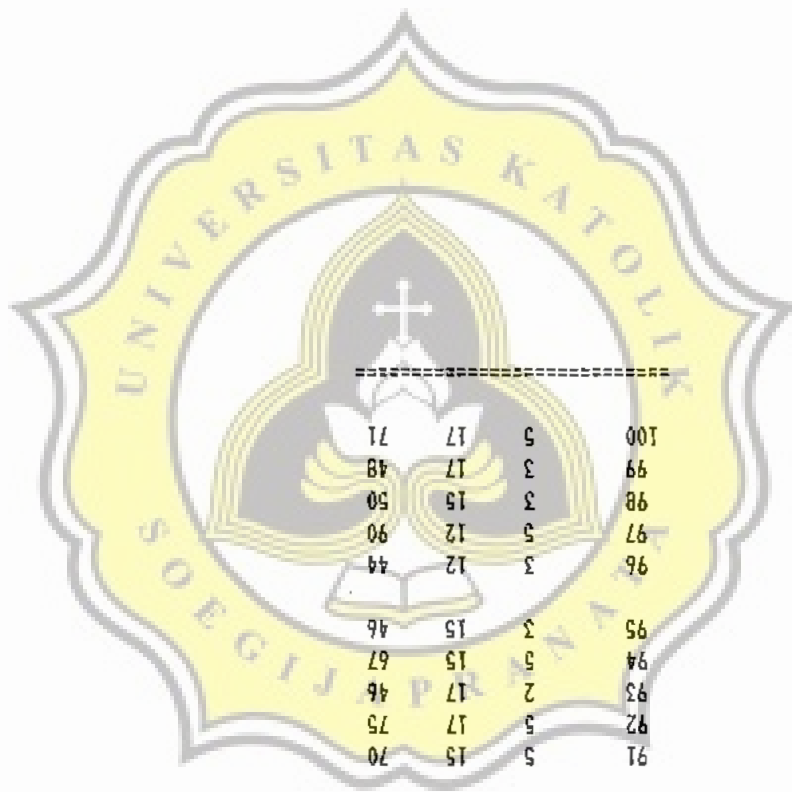 UNIVERSITAS KATOLIK
SOEGIJAPRANATA
91 5 15 70
92 5 17 75
93 2 17 46
94 5 15 67
95 3 15 46
96 3 12 44
97 5 12 90
98 3 15 50
99 3 17 48
100 5 17 71